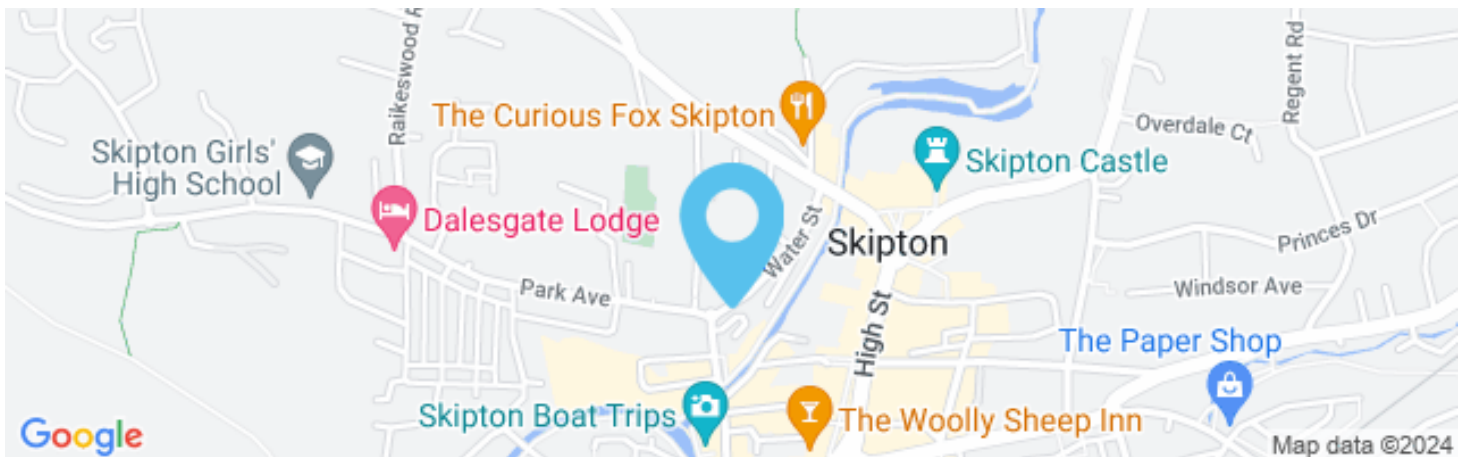 Raikeswood R
Regent Rd
The Curious Fox Skipton
Overdale Ct
Skipton Girls'
High School
Skipton Castle
Dalesgate Lodge
Water St
Skipton
Princes Dr
Park Ave
Windsor Ave
The Paper Shop
High St
Skipton Boat Trips
The Woolly Sheep Inn
Google
Map data ©2024